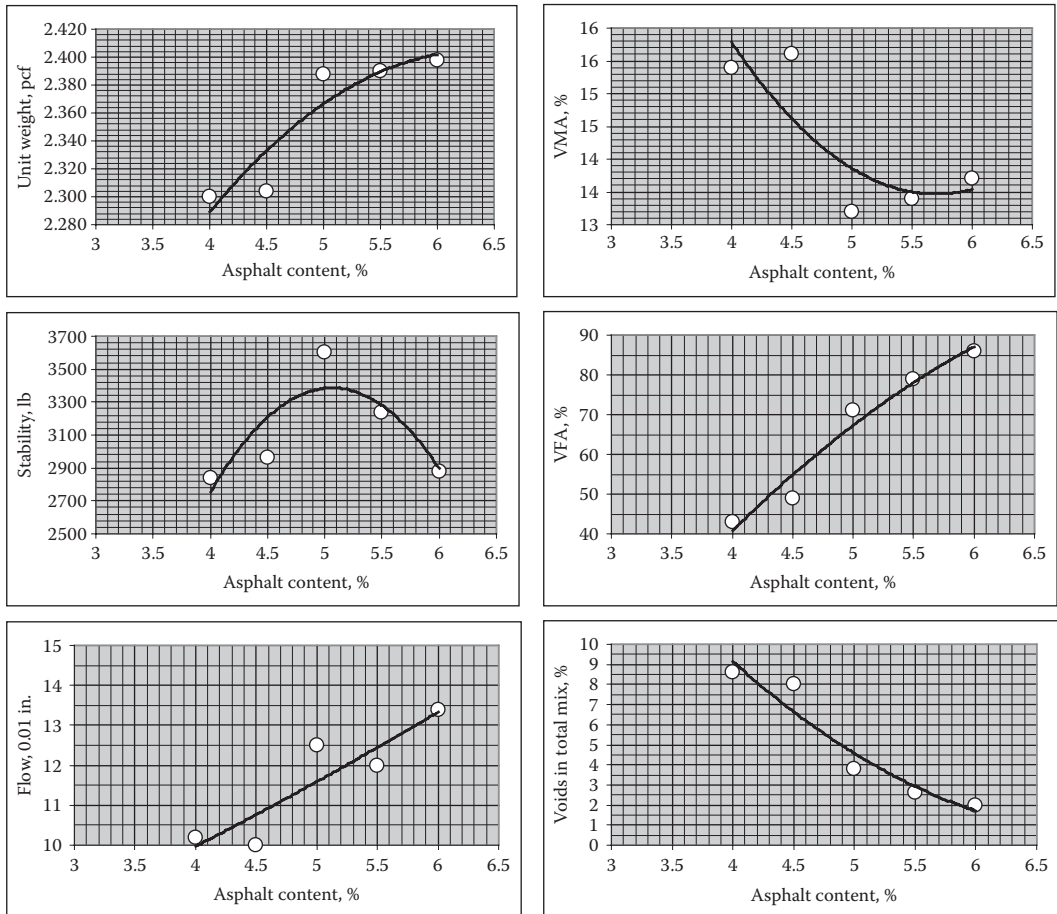 Unit weight, pcf
2.420
2.400
2.380
2.360
2.340
2.320
2.300
2.280
3 3.5 4 4.5 5 5.5 6 6.5
Asphalt content, %
VMA, %
16
16
15
15
14
14
13
3 3.5 4 4.5 5 5.5 6 6.5
Asphalt content, %
Stability, lb
3700
3500
3300
3100
2900
2700
2500
3 3.5 4 4.5 5 5.5 6 6.5
Asphalt content, %
VFA, %
90
80
70
60
50
40
3 3.5 4 4.5 5 5.5 6 6.5
Asphalt content, %
Flow, 0.01 in.
15
14
13
12
11
10
3 3.5 4 4.5 5 5.5 6 6.5
Asphalt content, %
Voids in total mix, %
10
9
8
7
6
5
4
3
2
1
0
3 3.5 4 4.5 5 5.5 6 6.5
Asphalt content, %